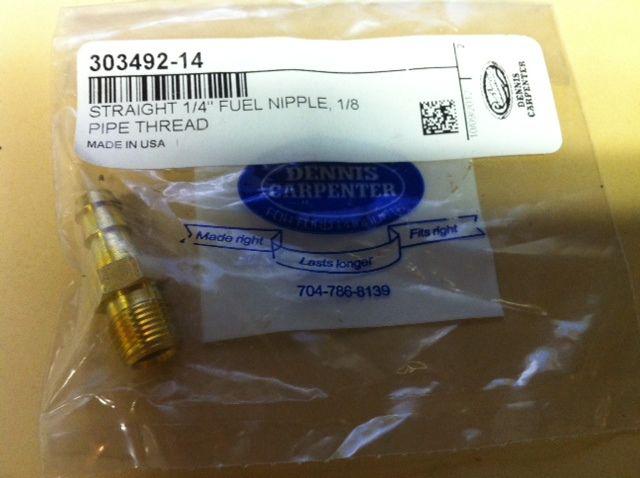 303492-14
STRAIGHT 1/4" FUEL NIPPLE, 1/8
PIPE THREAD
MADE IN USA
2
DENNIS
CARPENTER
DENNIS
CARPENTER
Made right
Lasts longer
Fits right
704-786-8139